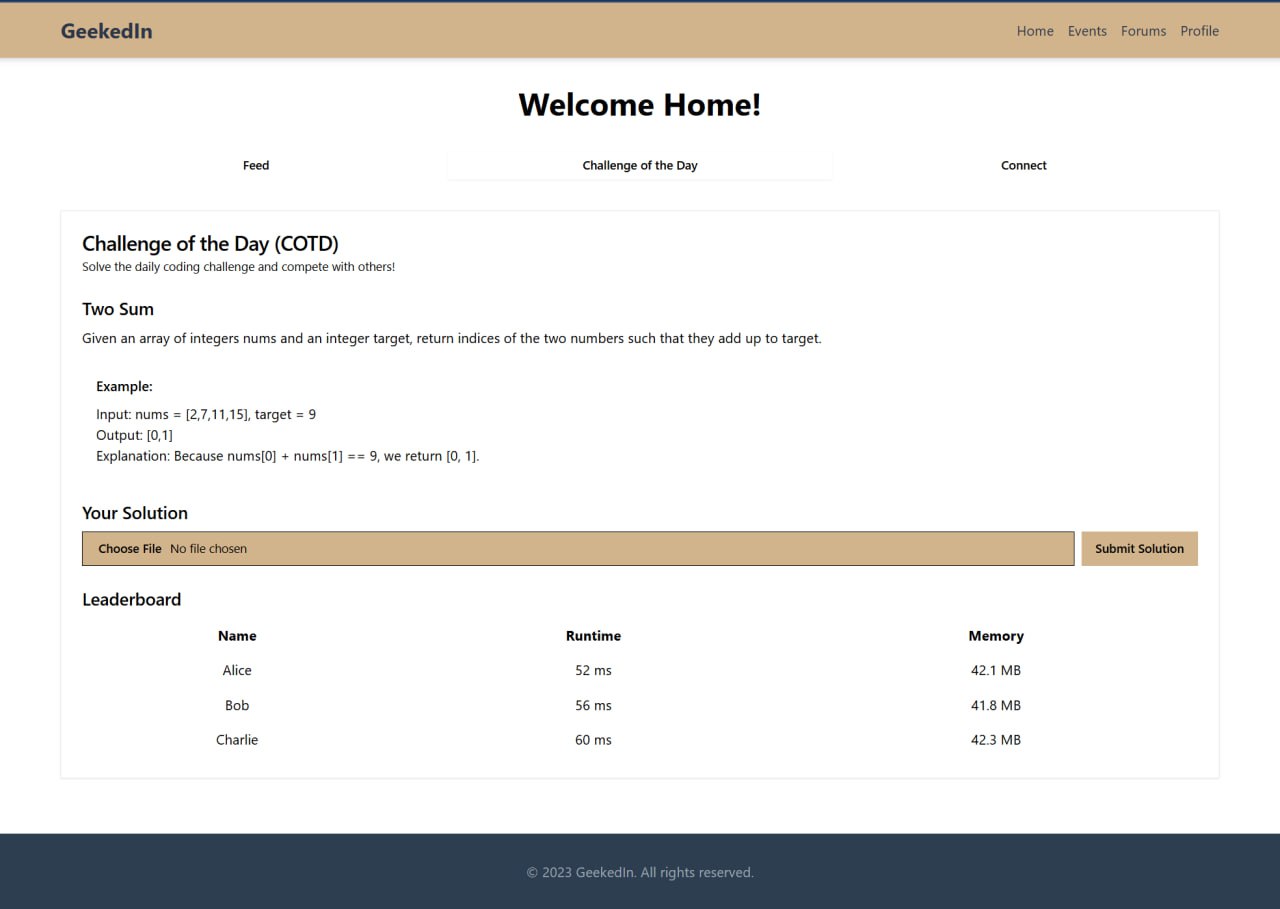 GeekedIn
Home Events Forums Profile
Welcome Home!
Feed Challenge of the Day Connect
Challenge of the Day (COTD)
Solve the daily coding challenge and compete with others!
Two Sum
Given an array of integers nums and an integer target, return indices of the two numbers such that they add up to target.
Example:
Input: nums = [2,7,11,15], target = 9
Output: [0,1]
Explanation: Because nums[0] + nums[1] == 9, we return [0, 1].
Your Solution
Choose File No file chosen Submit Solution
Leaderboard
Name Runtime Memory
Alice 52 ms 42.1 MB
Bob 56 ms 41.8 MB
Charlie 60 ms 42.3 MB
© 2023 GeekedIn. All rights reserved.